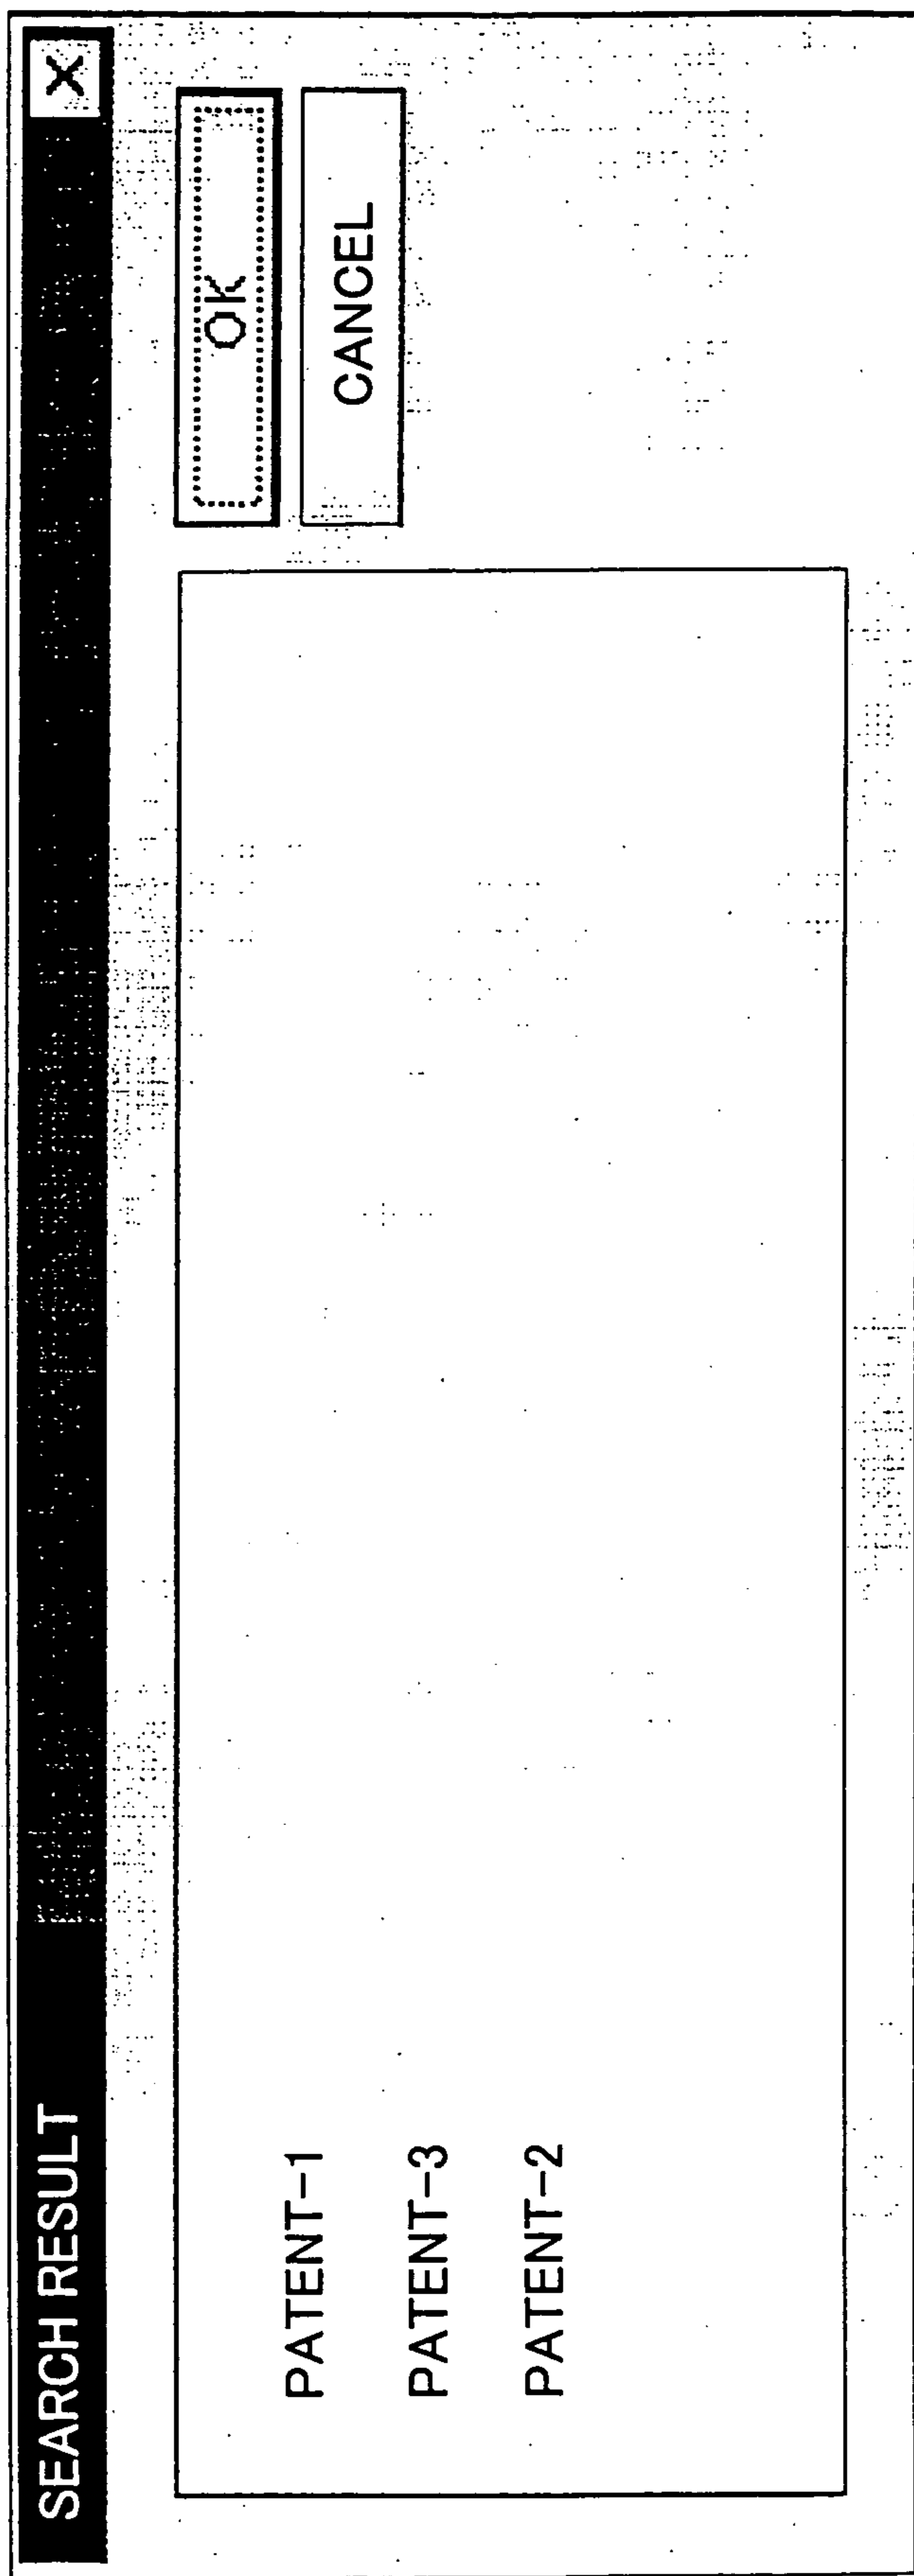 SEARCH RESULT
X
OK
CANCEL
PATENT-1
PATENT-3
PATENT-2